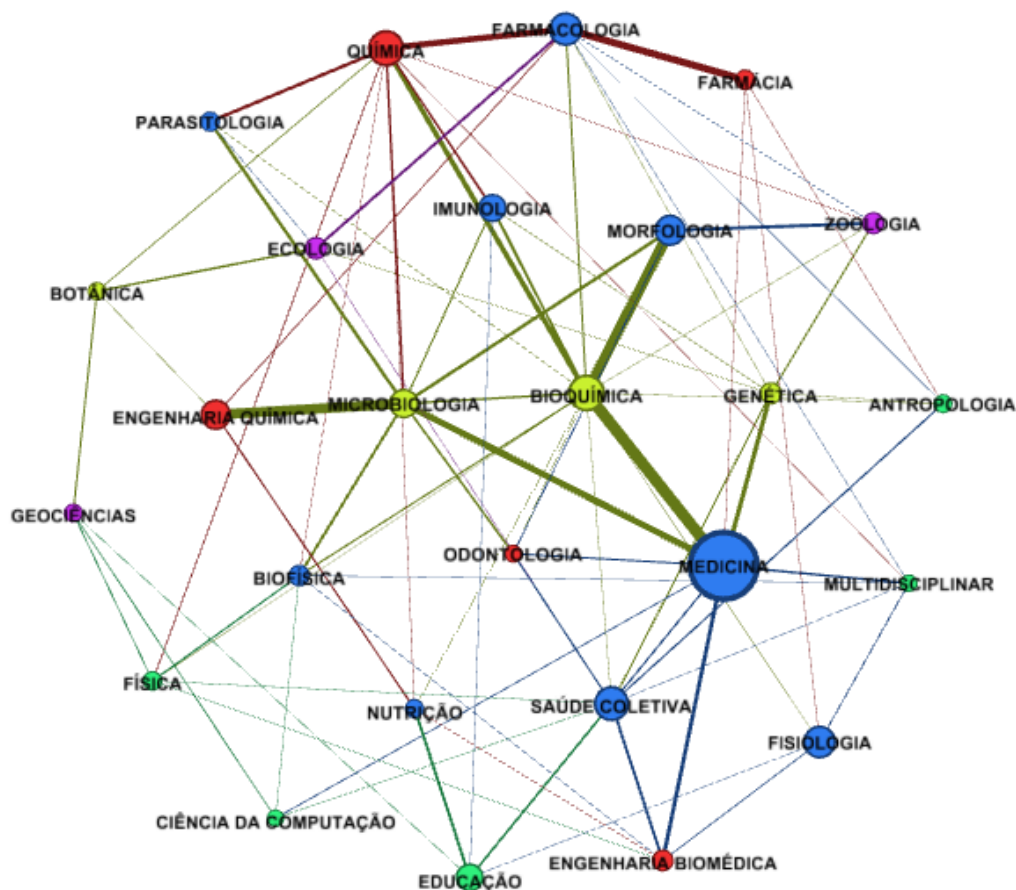 FARMACOLOGIA
QUÍMICA
FARMÁCIA
PARASITOLOGIA
IMUNOLOGIA
MORFOLOGIA
ZOOLOGIA
ECOLOGIA
BOTÂNICA
BIOQUÍMICA
GENÉTICA
MICROBIOLOGIA
ANTROPOLOGIA
ENGENHARIA QUÍMICA
GEOCIÊNCIAS
ODONTOLOGIA
MEDICINA
BIOFÍSICA
MULTIDISCIPLINAR
FÍSICA
NUTRIÇÃO
SAÚDE COLETIVA
FISIOLOGIA
CIÊNCIA DA COMPUTAÇÃO
ENGENHARIA BIOMÉDICA
EDUCAÇÃO